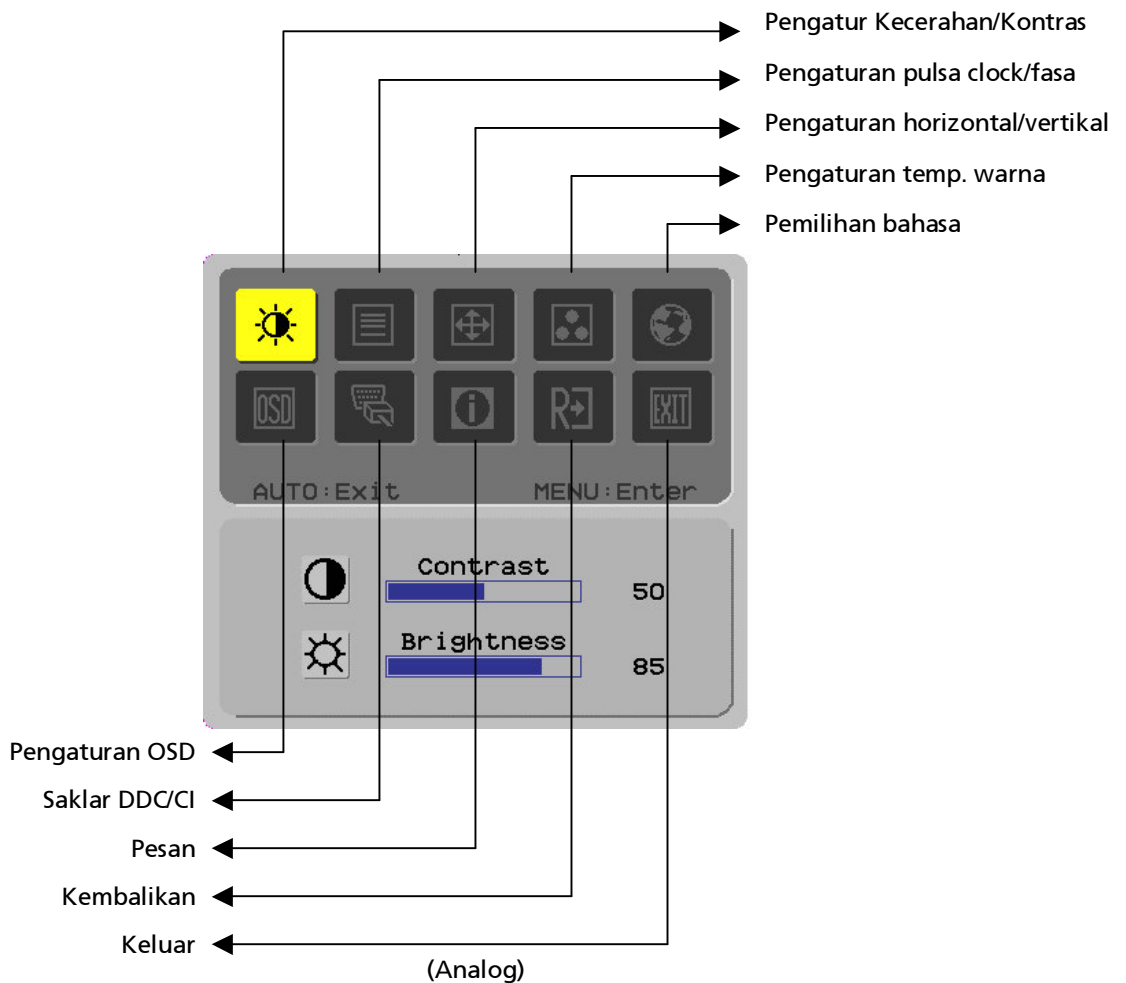 Pengatur Kecerahan/Kontras
Pengaturan pulsa clock/fasa
Pengaturan horizontal/vertikal
Pengaturan temp. warna
Pemilihan bahasa
OSD
i
R
EXIT
AUTO:Exit MENU:Enter
Contrast
50
Brightness
85
Pengaturan OSD
Saklar DDC/CI
Pesan
Kembalikan
Keluar
(Analog)